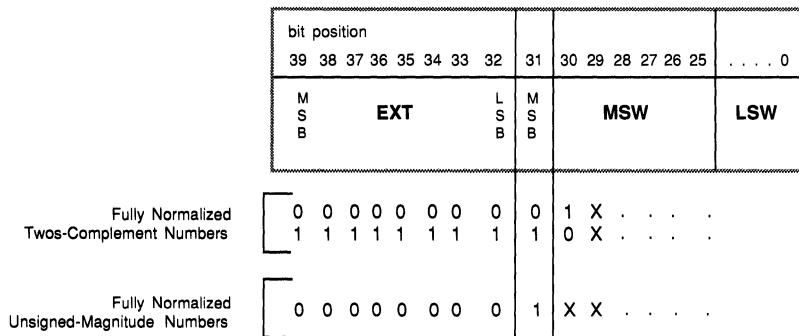 bit position
39 38 37 36 35 34 33 32 31 30 29 28 27 26 25 . . . . 0
MSB EXT LSB MSB MSW LSW
Fully Normalized
Twos-Complement Numbers
0 0 0 0 0 0 0 0 0 1 X . . . .
1 1 1 1 1 1 1 1 1 0 X . . . .
Fully Normalized
Unsigned-Magnitude Numbers
0 0 0 0 0 0 0 0 1 X X . . . .